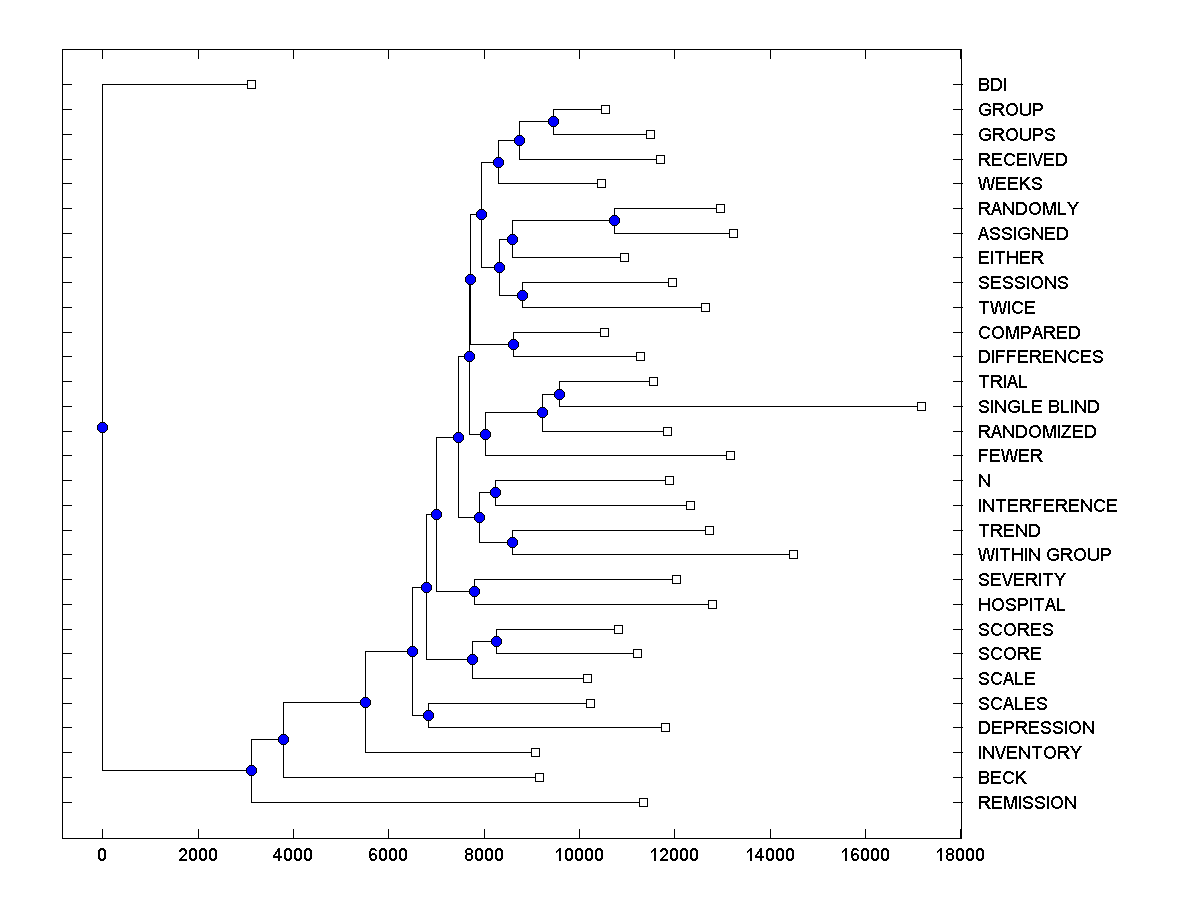 BDI
GROUP
GROUPS
RECEIVED
WEEKS
RANDOMLY
ASSIGNED
EITHER
SESSIONS
TWICE
COMPARED
DIFFERENCES
TRIAL
SINGLE BLIND
RANDOMIZED
FEWER
N
INTERFERENCE
TREND
WITHIN GROUP
SEVERITY
HOSPITAL
SCORES
SCORE
SCALE
SCALES
DEPRESSION
INVENTORY
BECK
REMISSION
0 2000 4000 6000 8000 10000 12000 14000 16000 18000